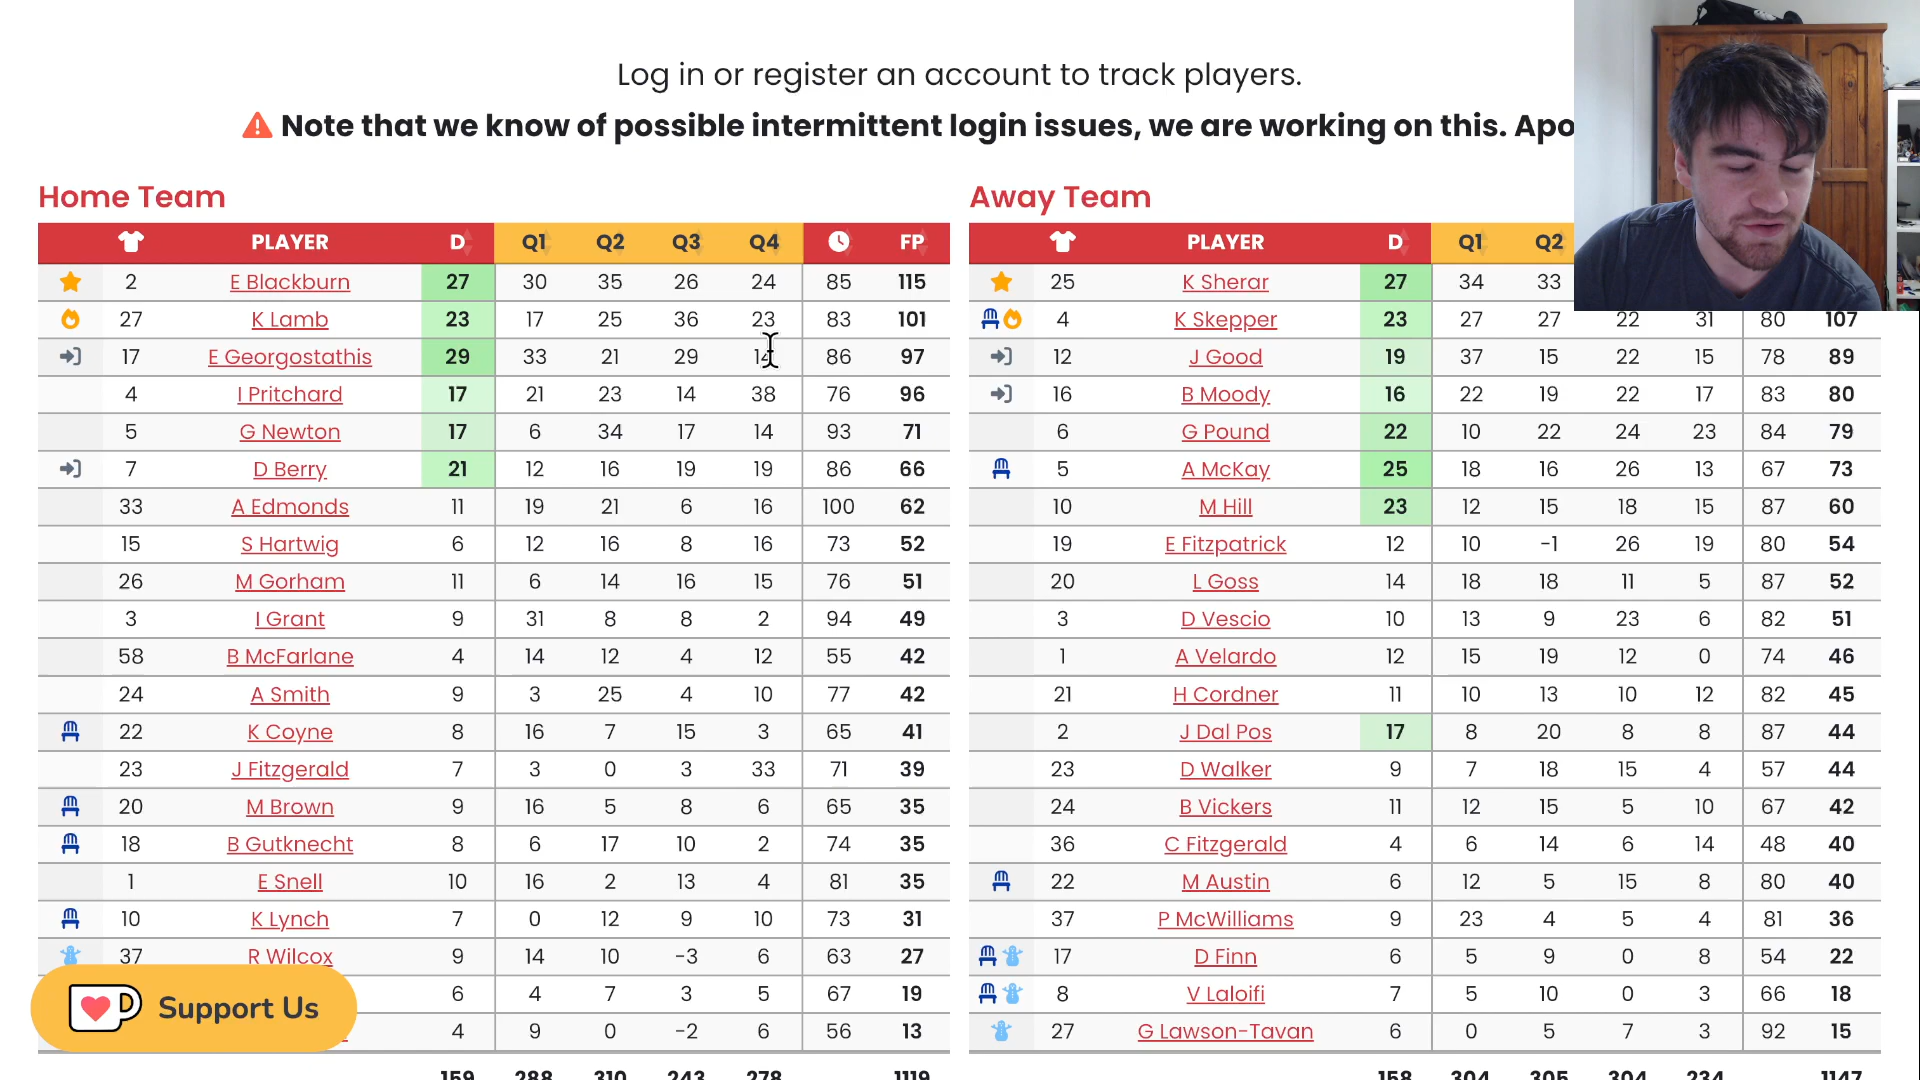 Log in or register an account to track players.
Note that we know of possible intermittent login issues, we are working on this. Apo
Home Team
PLAYER D Q1 Q2 Q3 Q4 FP
2 E Blackburn 27 30 35 26 24 85 115
27 K Lamb 23 17 25 36 23 83 101
17 E Georgostathis 29 33 21 29 14 86 97
4 I Pritchard 17 21 23 14 38 76 96
5 G Newton 17 6 34 17 14 93 71
7 D Berry 21 12 16 19 19 86 66
33 A Edmonds 11 19 21 6 16 100 62
15 S Hartwig 6 12 16 8 16 73 52
26 M Gorham 11 6 14 16 15 76 51
3 I Grant 9 31 8 8 2 94 49
58 B McFarlane 4 14 12 4 12 55 42
24 A Smith 9 3 25 4 10 77 42
22 K Coyne 8 16 7 15 3 65 41
23 J Fitzgerald 7 3 0 3 33 71 39
20 M Brown 9 16 5 8 6 65 35
18 B Gutknecht 8 6 17 10 2 74 35
1 E Snell 10 16 2 13 4 81 35
10 K Lynch 7 0 12 9 10 73 31
37 R Wilcox 9 14 10 -3 6 63 27
6 4 7 3 5 67 19
4 9 0 -2 6 56 13
159 288 310 243 278 1119
Support Us
Away Team
PLAYER D Q1 Q2
25 K Sherar 27 34 33
4 K Skepper 23 27 27 22 31 80 107
12 J Good 19 37 15 22 15 78 89
16 B Moody 16 22 19 22 17 83 80
6 G Pound 22 10 22 24 23 84 79
5 A McKay 25 18 16 26 13 67 73
10 M Hill 23 12 15 18 15 87 60
19 E Fitzpatrick 12 10 -1 26 19 80 54
20 L Goss 14 18 18 11 5 87 52
3 D Vescio 10 13 9 23 6 82 51
1 A Velardo 12 15 19 12 0 74 46
21 H Cordner 11 10 13 10 12 82 45
2 J Dal Pos 17 8 20 8 8 87 44
23 D Walker 9 7 18 15 4 57 44
24 B Vickers 11 12 15 5 10 67 42
36 C Fitzgerald 4 6 14 6 14 48 40
22 M Austin 6 12 5 15 8 80 40
37 P McWilliams 9 23 4 5 4 81 36
17 D Finn 6 5 9 0 8 54 22
8 V Laloifi 7 5 10 0 3 66 18
27 G Lawson-Tavan 6 0 5 7 3 92 15
158 304 305 304 234 1147